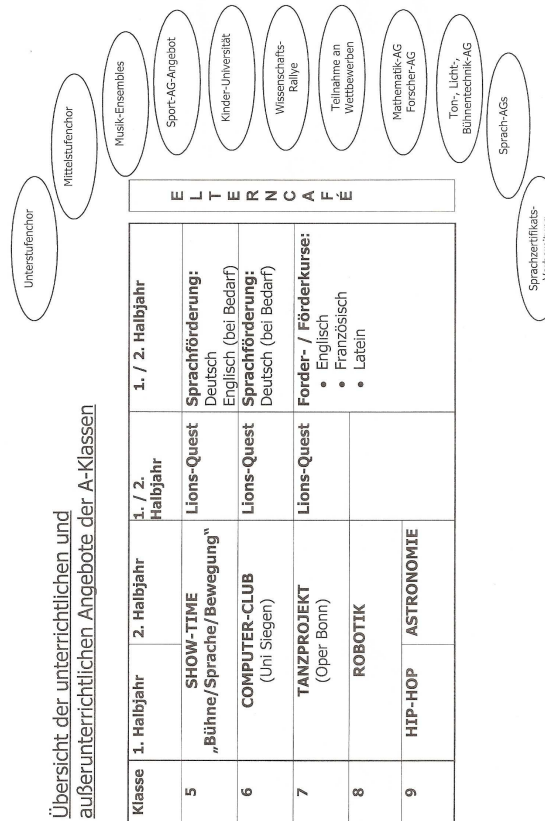 Übersicht der unterrichtlichen und
außerunterrichtlichen Angebote der A-Klassen
Klasse
1. Halbjahr
2. Halbjahr
1. / 2.
Halbjahr
1. / 2. Halbjahr
5
SHOW-TIME
„Bühne/Sprache/Bewegung“
Lions-Quest
Sprachförderung:
Deutsch
Englisch (bei Bedarf)
6
COMPUTER-CLUB
(Uni Siegen)
Lions-Quest
Sprachförderung:
Deutsch (bei Bedarf)
7
TANZPROJEKT
(Oper Bonn)
Lions-Quest
Forder- / Förderkurse:
• Englisch
• Französisch
• Latein
8
ROBOTIK
9
HIP-HOP
ASTRONOMIE
E L T E R N C A F É
Unterstufenchor
Mittelstufenchor
Musik-Ensembles
Sport-AG-Angebot
Kinder-Universität
Wissenschafts-
Rallye
Teilnahme an
Wettbewerben
Mathematik-AG
Forscher-AG
Ton-, Licht-,
Bühnentechnik-AG
Sprach-AGs
Sprachzertifikats-